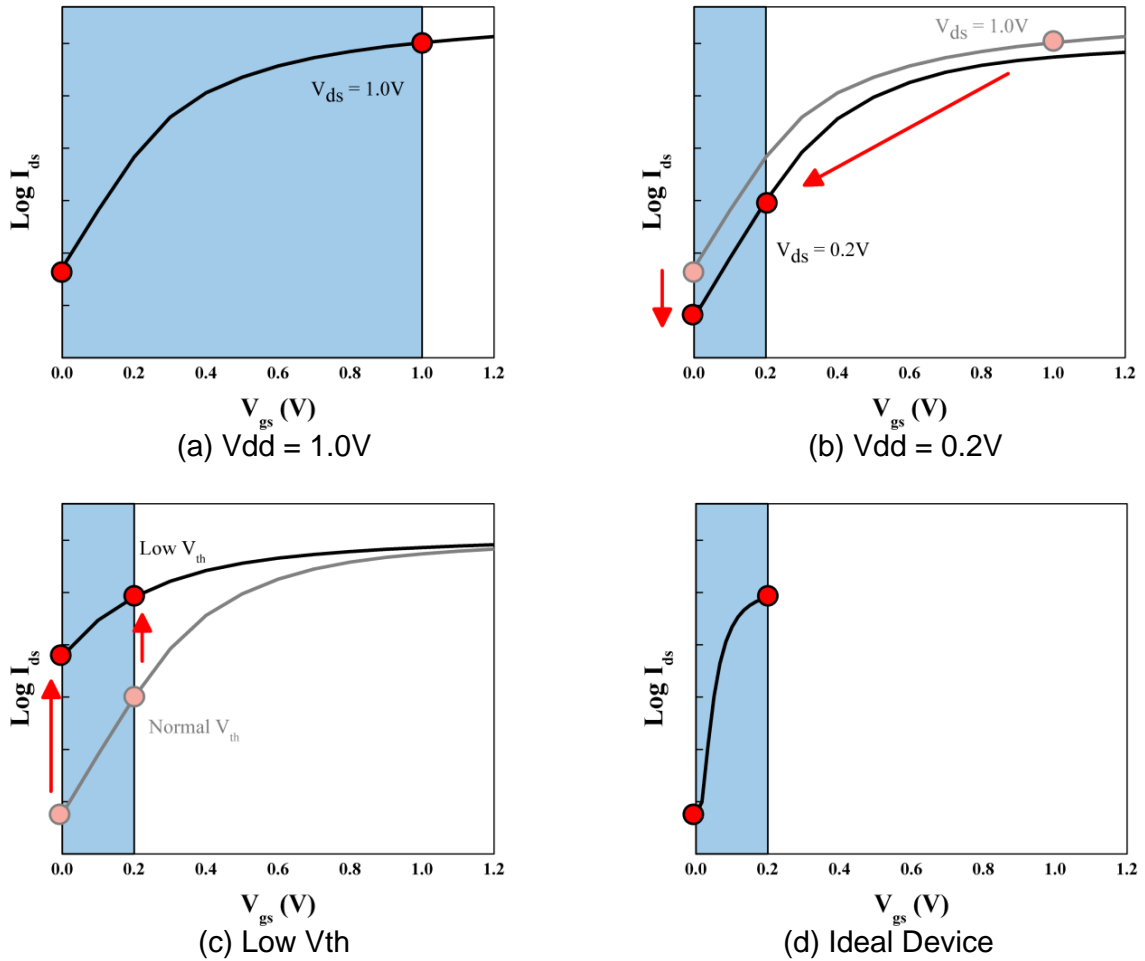 Log I_ds
V_ds = 1.0V
0.0 0.2 0.4 0.6 0.8 1.0 1.2
V_gs (V)
(a) Vdd = 1.0V
Log I_ds
V_ds = 1.0V
V_ds = 0.2V
0.0 0.2 0.4 0.6 0.8 1.0 1.2
V_gs (V)
(b) Vdd = 0.2V
Log I_ds
Low V_th
Normal V_th
0.0 0.2 0.4 0.6 0.8 1.0 1.2
V_gs (V)
(c) Low Vth
Log I_ds
0.0 0.2 0.4 0.6 0.8 1.0 1.2
V_gs (V)
(d) Ideal Device